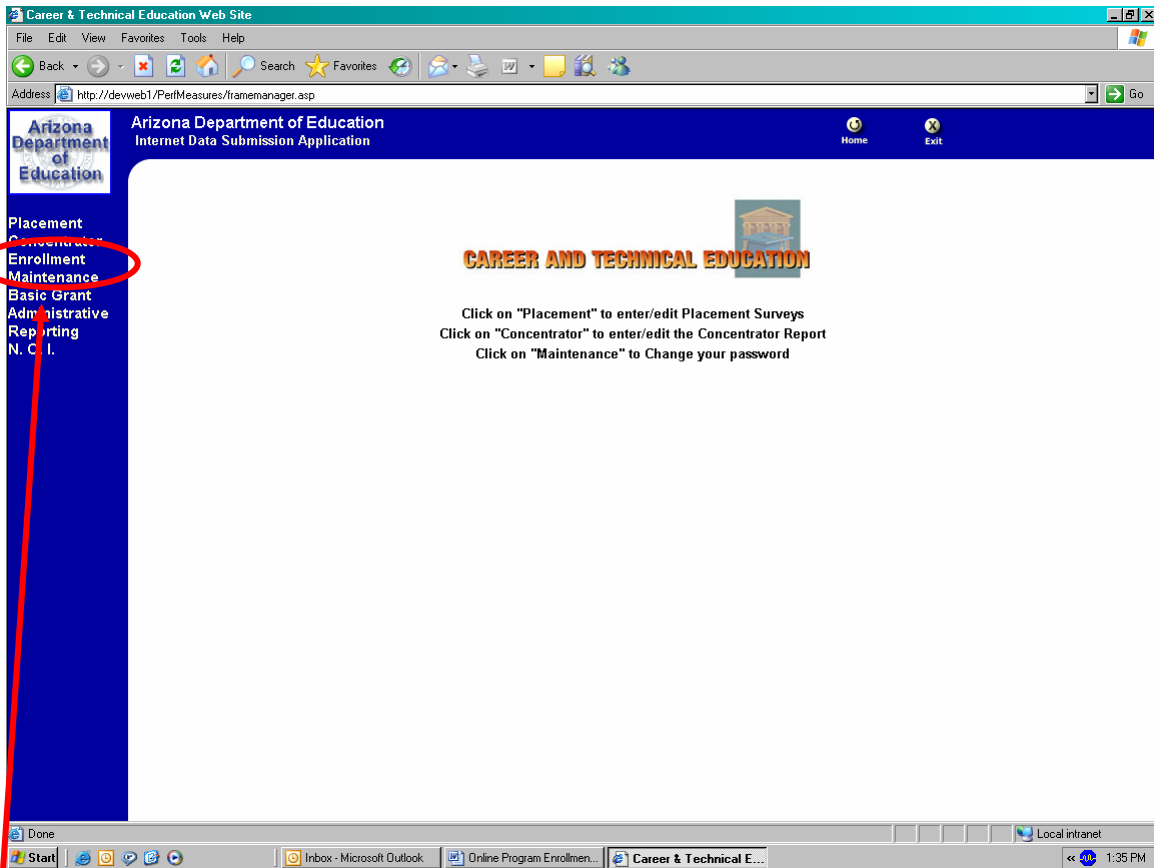 Career & Technical Education Web Site
File Edit View Favorites Tools Help
Back Search Favorites
Address http://devweb1/PerfMeasures/framemanager.asp Go
Arizona
Department
of
Education
Arizona Department of Education
Internet Data Submission Application
Home Exit
Placement
Concentrator
Enrollment
Maintenance
Basic Grant
Administrative
Reporting
N. O. I.
CAREER AND TECHNICAL EDUCATION
Click on "Placement" to enter/edit Placement Surveys
Click on "Concentrator" to enter/edit the Concentrator Report
Click on "Maintenance" to Change your password
Done Local intranet
Start Inbox - Microsoft Outlook Online Program Enrollmen... Career & Technical E... 1:35 PM